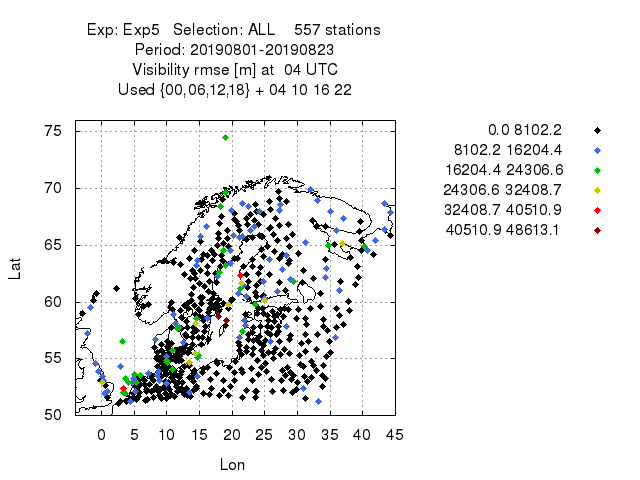 Exp: Exp5   Selection: ALL    557 stations
Period: 20190801-20190823
Visibility rmse [m] at  04 UTC
Used {00,06,12,18} + 04 10 16 22
0.0 8102.2
8102.2 16204.4
16204.4 24306.6
24306.6 32408.7
32408.7 40510.9
40510.9 48613.1
Lat
75
70
65
60
55
50
0 5 10 15 20 25 30 35 40 45
Lon